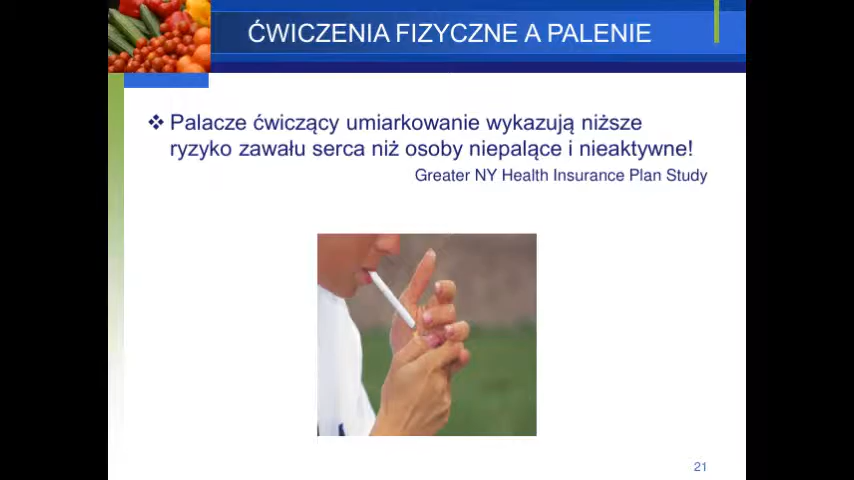 ĆWICZENIA FIZYCZNE A PALENIE
❖ Palacze ćwiczący umiarkowanie wykazują niższe
ryzyko zawału serca niż osoby niepalące i nieaktywne!
Greater NY Health Insurance Plan Study
21